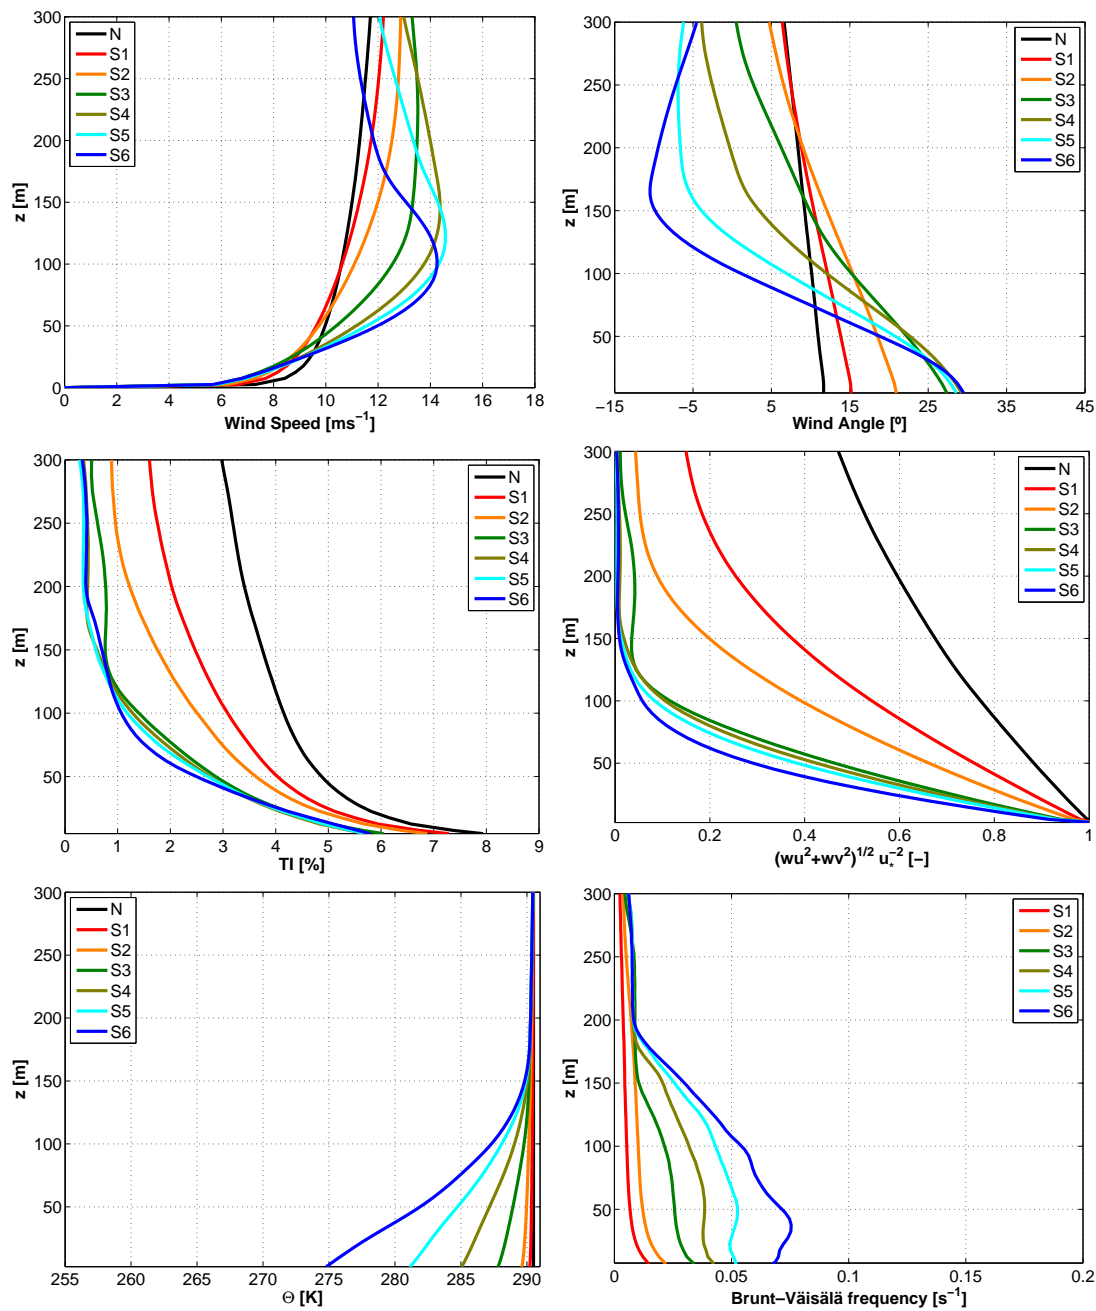 300
250
200
150
100
50
0
z [m]
N
S1
S2
S3
S4
S5
S6
0 2 4 6 8 10 12 14 16 18
Wind Speed [ms⁻¹]
300
250
200
150
100
50
z [m]
N
S1
S2
S3
S4
S5
S6
−15 −5 5 15 25 35 45
Wind Angle [º]
300
250
200
150
100
50
z [m]
N
S1
S2
S3
S4
S5
S6
0 1 2 3 4 5 6 7 8 9
TI [%]
300
250
200
150
100
50
z [m]
N
S1
S2
S3
S4
S5
S6
0 0.2 0.4 0.6 0.8 1
(wu²+wv²)^1/2 u⋆⁻² [−]
300
250
200
150
100
50
z [m]
N
S1
S2
S3
S4
S5
S6
255 260 265 270 275 280 285 290
Θ [K]
300
250
200
150
100
50
z [m]
S1
S2
S3
S4
S5
S6
0 0.05 0.1 0.15 0.2
Brunt−Väisälä frequency [s⁻¹]